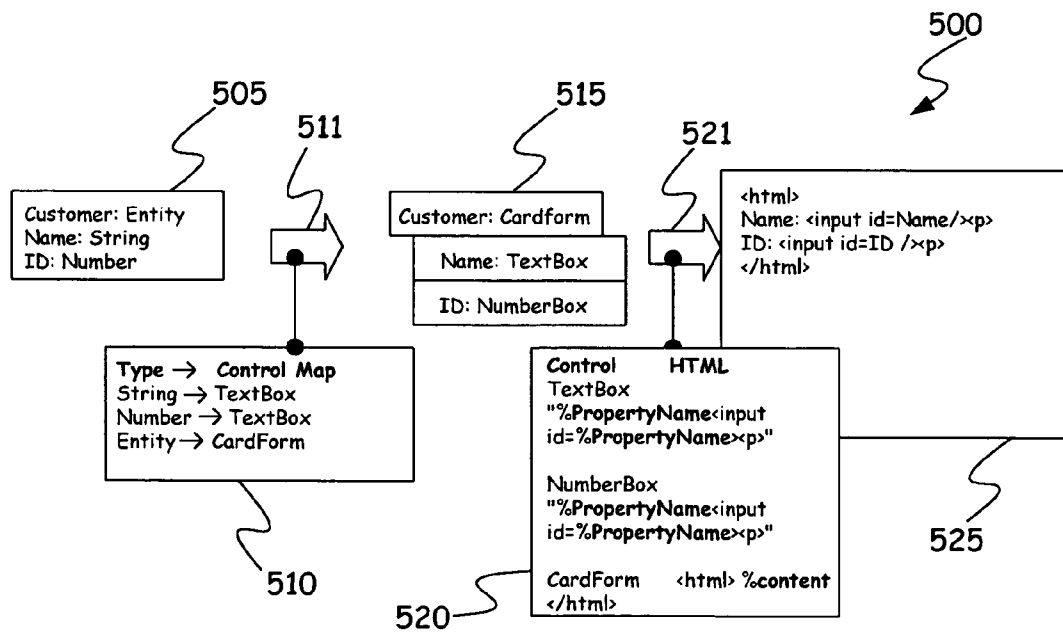 500
505
511
515
521
Customer: Entity
Name: String
ID: Number
Customer: Cardform
Name: TextBox
ID: NumberBox
<html>
Name: <input id=Name/><p>
ID: <input id=ID /><p>
</html>
Type → Control Map
String → TextBox
Number → TextBox
Entity → CardForm
Control HTML
TextBox
"%PropertyName<input
id=%PropertyName><p>"
NumberBox
"%PropertyName<input
id=%PropertyName><p>"
CardForm <html> %content
</html>
510
520
525